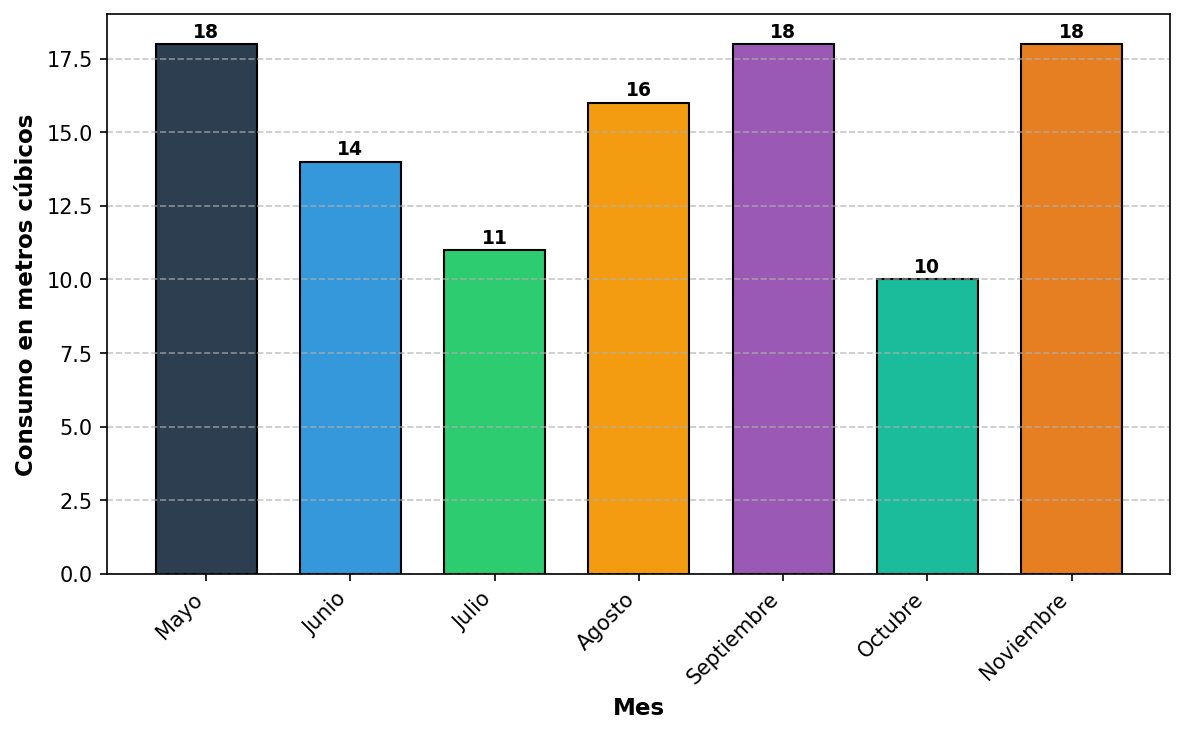 18
14
11
16
18
10
18
17.5
15.0
12.5
10.0
7.5
5.0
2.5
0.0
Consumo en metros cúbicos
Mayo
Junio
Julio
Agosto
Septiembre
Octubre
Noviembre
Mes